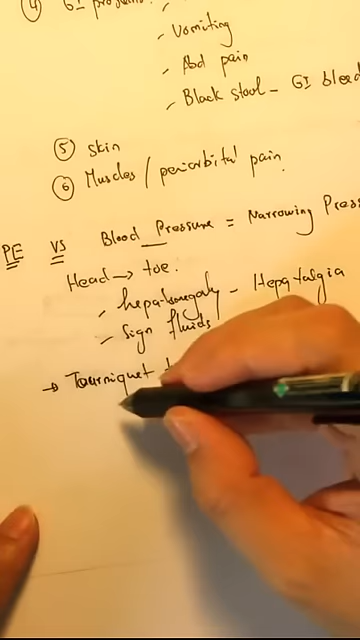 ④ GI
- Vomiting
- Abd pain
- Black stool - GI bleed
⑤ Skin
⑥ Muscles / periorbital pain.
PE VS Blood Pressure = Narrowing Press
Head → toe.
- hepatomegaly - Hepatalgia
- Sign fluids
→ Tourniquet t